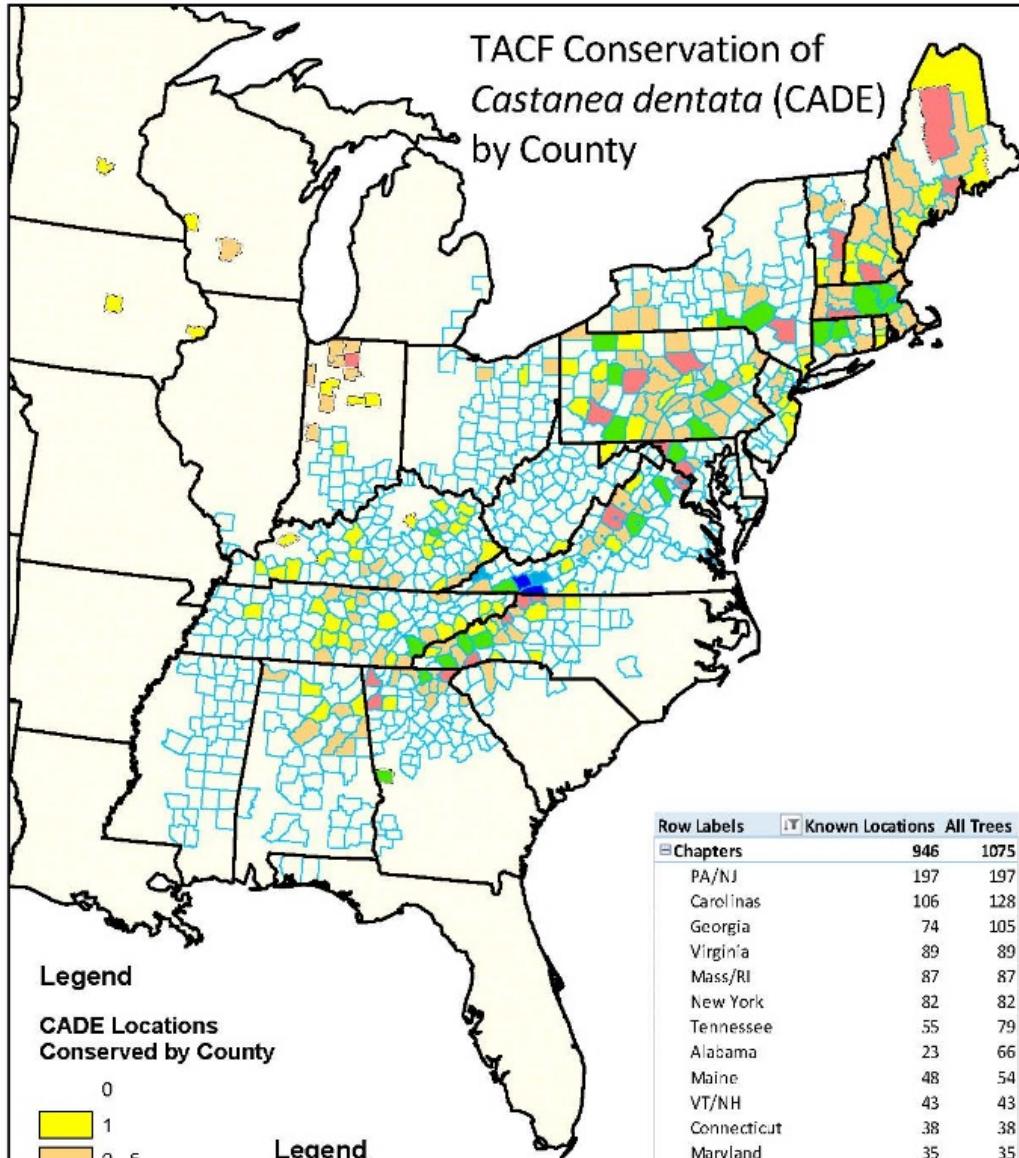 TACF Conservation of
Castanea dentata (CADE)
by County
Row Labels Known Locations All Trees
Chapters 946 1075
PA/NJ 197 197
Carolinas 106 128
Georgia 74 105
Virginia 89 89
Mass/RI 87 87
New York 82 82
Tennessee 55 79
Alabama 23 66
Maine 48 54
VT/NH 43 43
Connecticut 38 38
Maryland 35 35
Legend
CADE Locations
Conserved by County
0
1
Legend